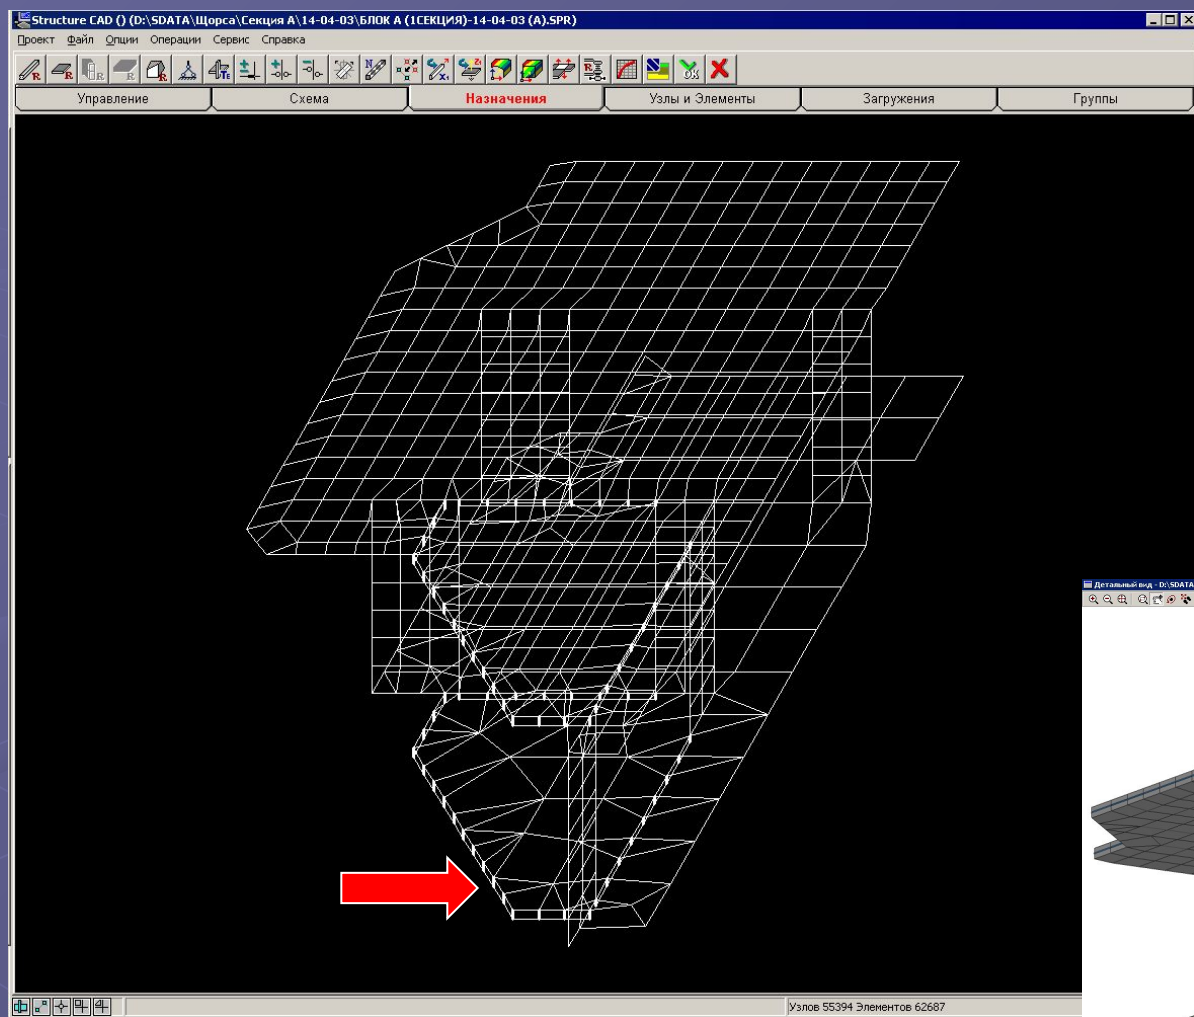 Structure CAD () (D:\SDATA\Щорса\Секция А\14-04-03\БЛОК А (1СЕКЦИЯ)-14-04-03 (А).SPR)
Проект Файл Опции Операции Сервис Справка
Управление Схема Назначения Узлы и Элементы Загружения Группы
Детальный вид - D:\SDATA
Узлов 55394 Элементов 62687